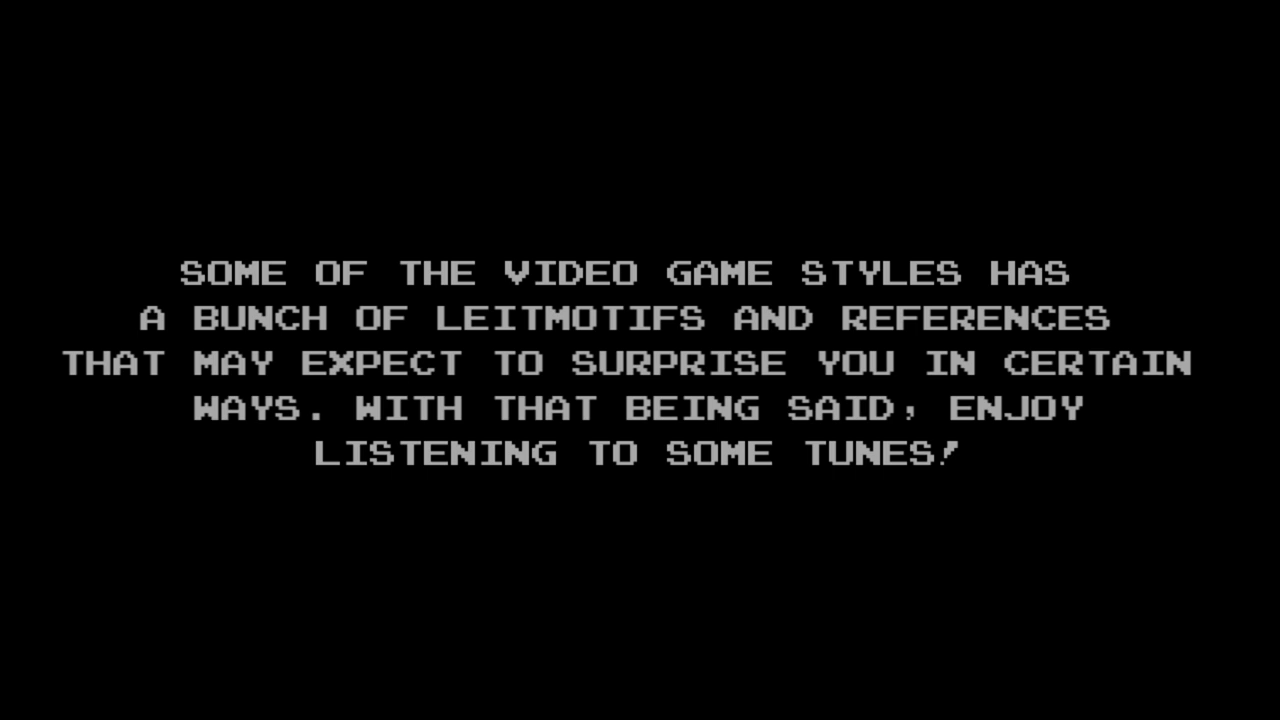 SOME OF THE VIDEO GAME STYLES HAS
A BUNCH OF LEITMOTIFS AND REFERENCES
THAT MAY EXPECT TO SURPRISE YOU IN CERTAIN
WAYS. WITH THAT BEING SAID, ENJOY
LISTENING TO SOME TUNES!